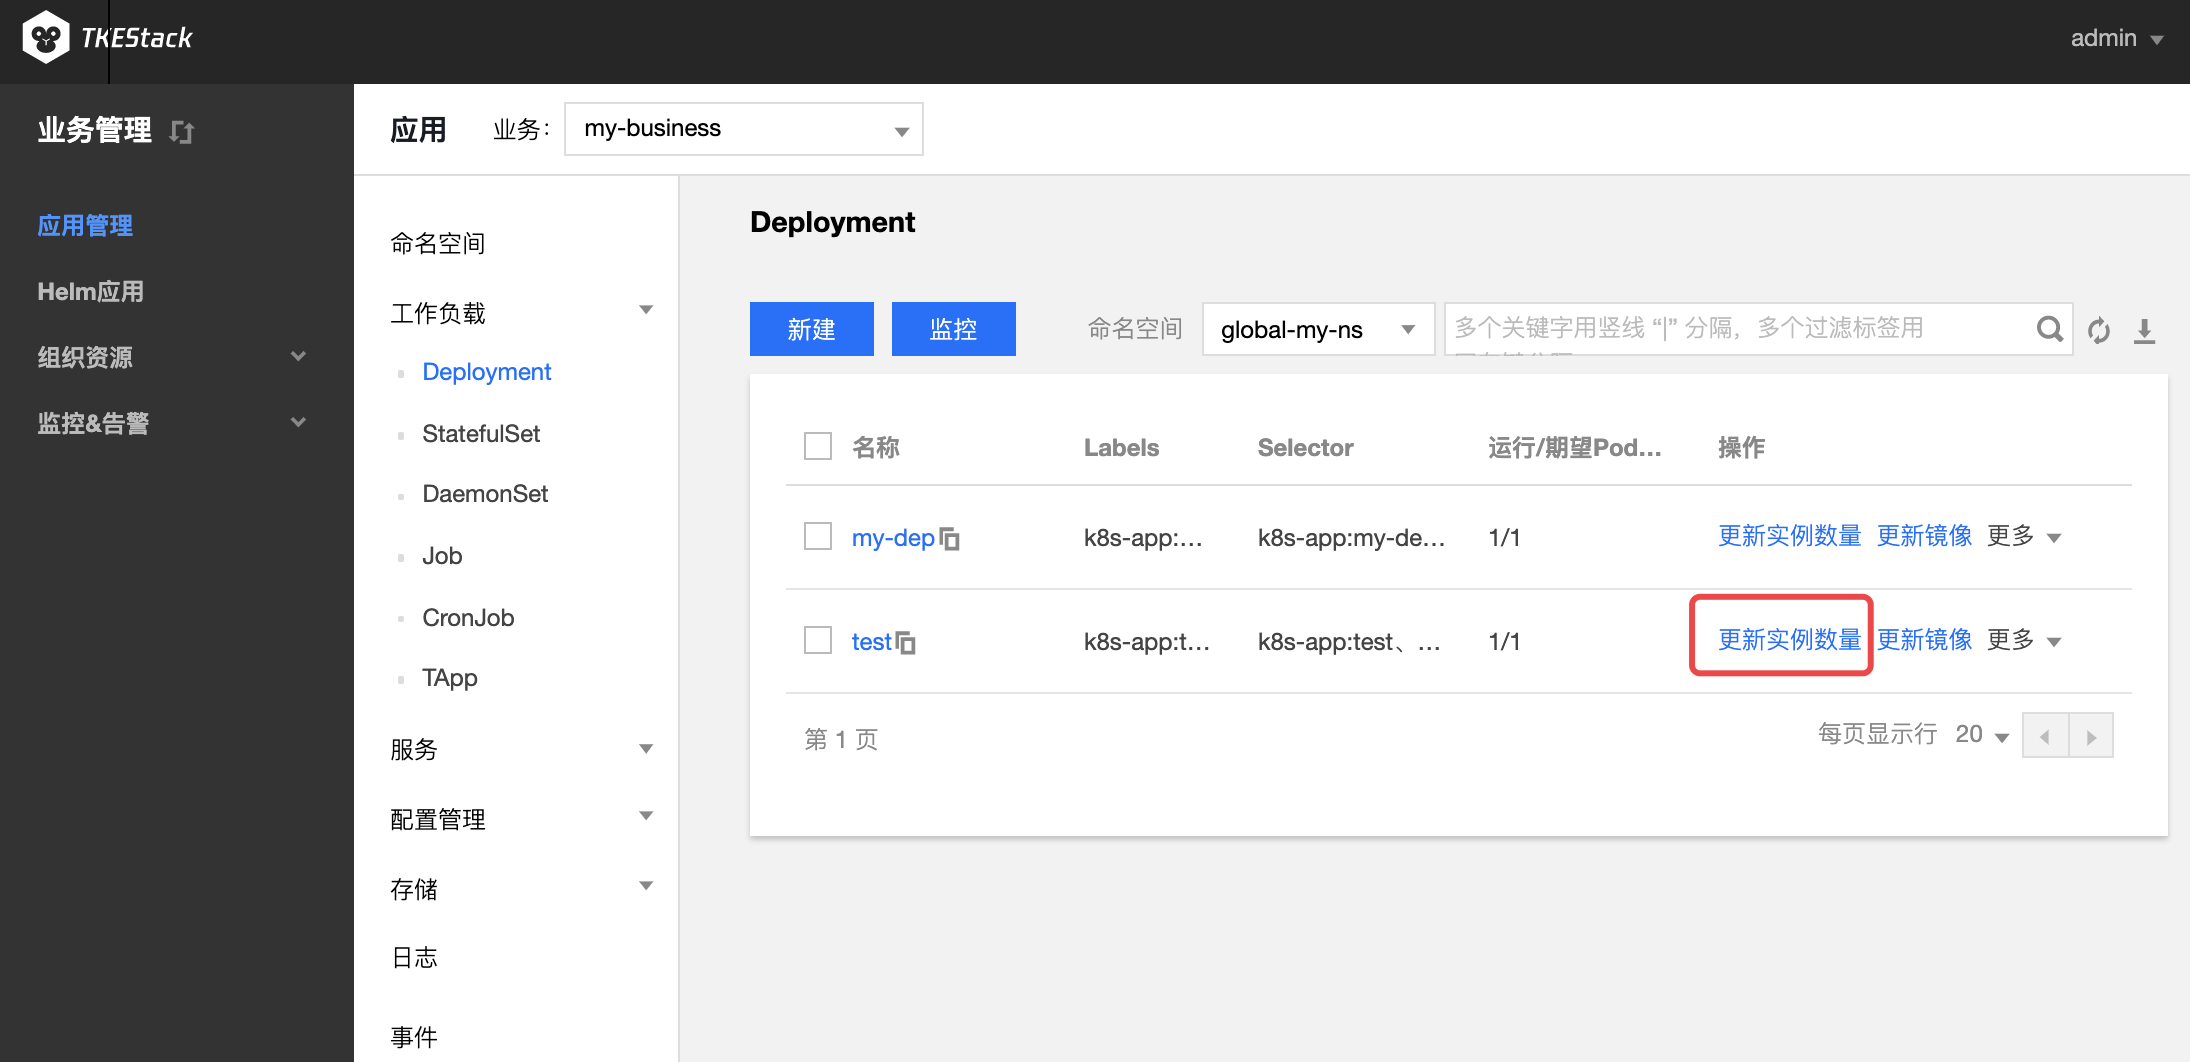 TKEStack
admin
业务管理
应用管理
Helm应用
组织资源
监控&告警
应用 业务: my-business
命名空间
工作负载
Deployment
StatefulSet
DaemonSet
Job
CronJob
TApp
服务
配置管理
存储
日志
事件
Deployment
新建 监控 命名空间 global-my-ns 多个关键字用竖线 “|” 分隔，多个过滤标签用
名称 Labels Selector 运行/期望Pod... 操作
my-dep k8s-app:... k8s-app:my-de... 1/1 更新实例数量 更新镜像 更多
test k8s-app:t... k8s-app:test、... 1/1 更新实例数量 更新镜像 更多
第 1 页 每页显示行 20